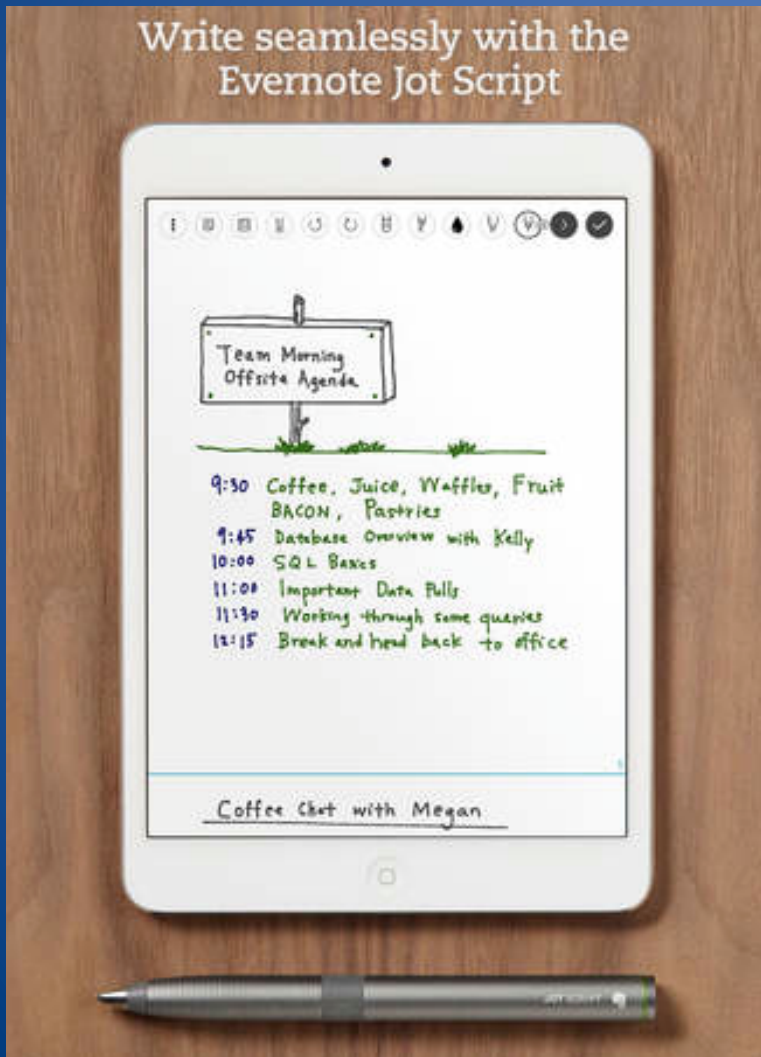 Write seamlessly with the
Evernote Jot Script
Team Morning
Offsite Agenda
9:30 Coffee, Juice, Waffles, Fruit
BACON, Pastries
9:45 Database Overview with Kelly
10:00 SQL Basics
11:00 Important Data Pulls
11:30 Working through some queries
12:15 Break and head back to office
Coffee Chat with Megan
JOT SCRIPT